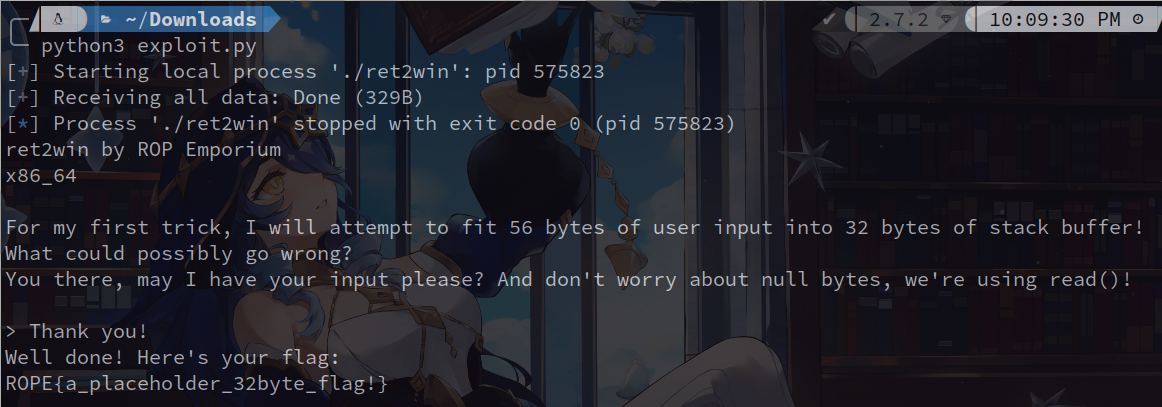 ~/Downloads 2.7.2 10:09:30 PM
python3 exploit.py
[+] Starting local process './ret2win': pid 575823
[+] Receiving all data: Done (329B)
[*] Process './ret2win' stopped with exit code 0 (pid 575823)
ret2win by ROP Emporium
x86_64
For my first trick, I will attempt to fit 56 bytes of user input into 32 bytes of stack buffer!
What could possibly go wrong?
You there, may I have your input please? And don't worry about null bytes, we're using read()!
> Thank you!
Well done! Here's your flag:
ROPE{a_placeholder_32byte_flag!}